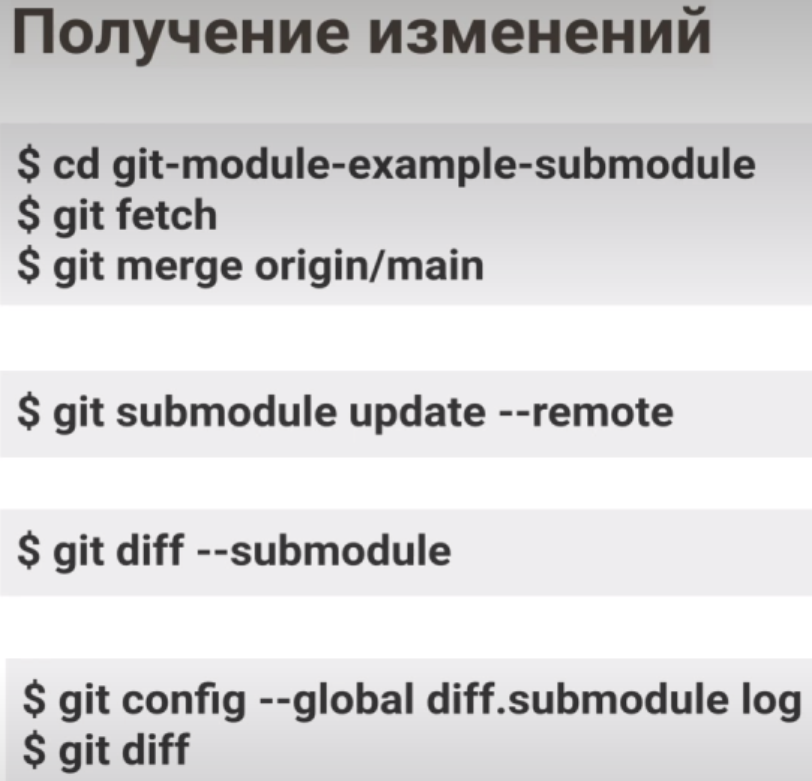 Получение изменений
$ cd git-module-example-submodule
$ git fetch
$ git merge origin/main
$ git submodule update --remote
$ git diff --submodule
$ git config --global diff.submodule log
$ git diff